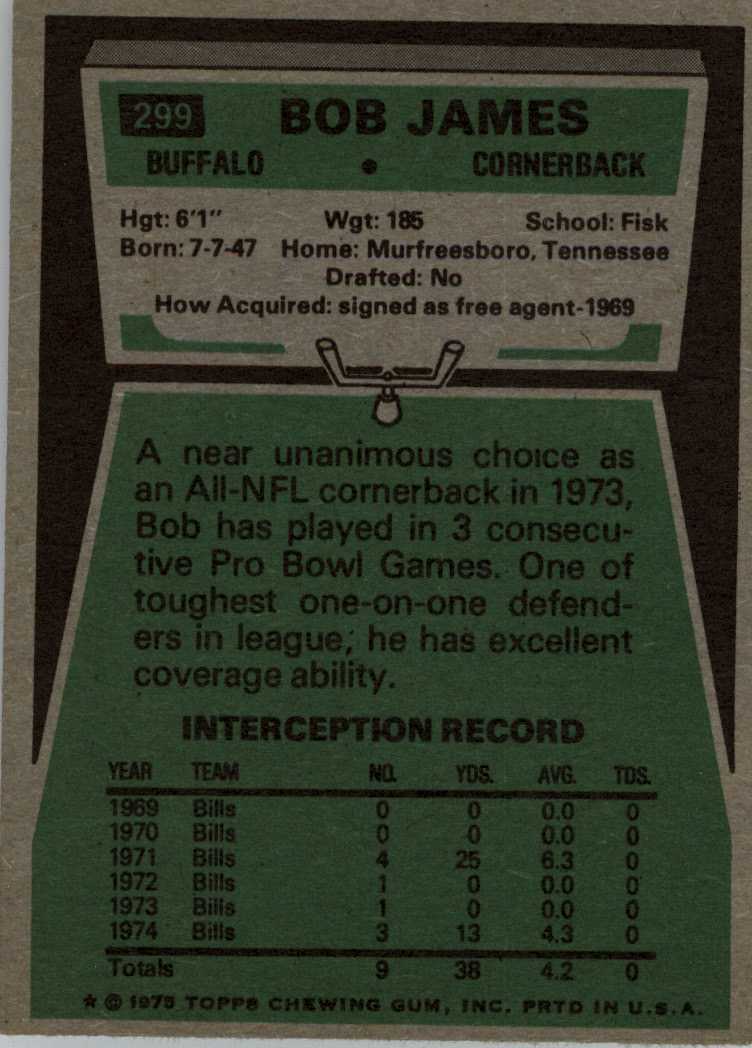 299 BOB JAMES
BUFFALO • CORNERBACK
Hgt: 6'1" Wgt: 185 School: Fisk
Born: 7-7-47 Home: Murfreesboro, Tennessee
Drafted: No
How Acquired: signed as free agent-1969
A near unanimous choice as
an All-NFL cornerback in 1973,
Bob has played in 3 consecu-
tive Pro Bowl Games. One of
toughest one-on-one defend-
ers in league, he has excellent
coverage ability.
INTERCEPTION RECORD
YEAR TEAM NO. YDS. AVG. TDS.
1969 Bills 0 0 0.0 0
1970 Bills 0 0 0.0 0
1971 Bills 4 25 6.3 0
1972 Bills 1 0 0.0 0
1973 Bills 1 0 0.0 0
1974 Bills 3 13 4.3 0
Totals 9 38 4.2 0
* © 1975 TOPPS CHEWING GUM, INC. PRTD IN U.S.A.